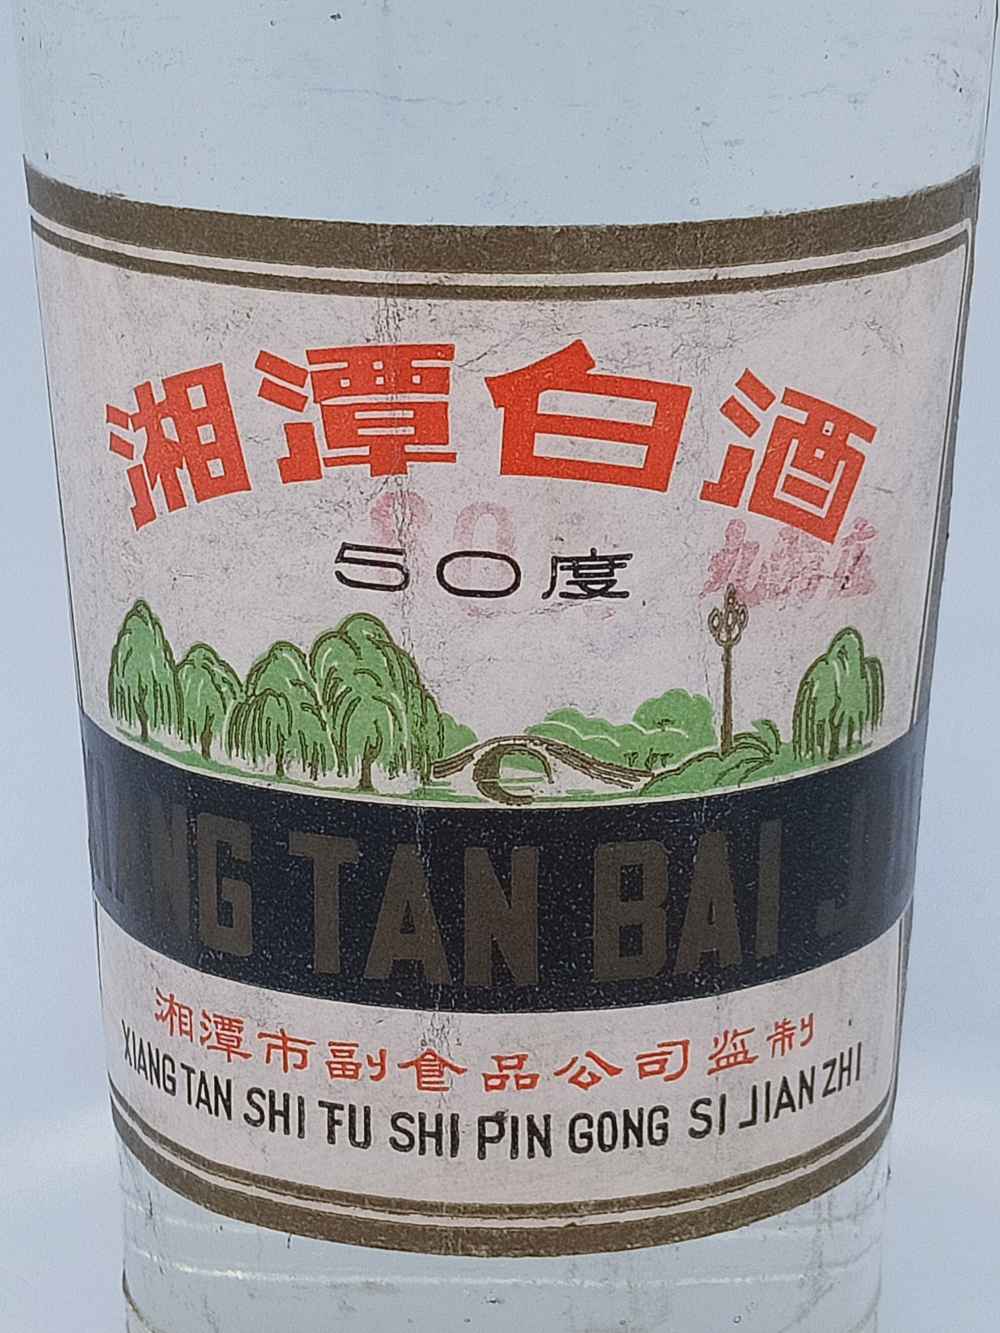 湘潭白酒
50度
XIANG TAN BAI J
湘潭市副食品公司监制
XIANG TAN SHI FU SHI PIN GONG SI JIAN ZHI